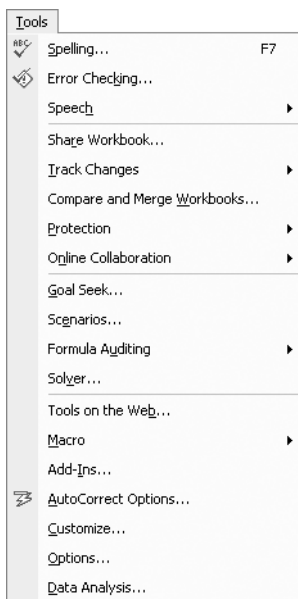 Tools
ABC
Spelling... F7
Error Checking...
Speech
Share Workbook...
Track Changes
Compare and Merge Workbooks...
Protection
Online Collaboration
Goal Seek...
Scenarios...
Formula Auditing
Solver...
Tools on the Web...
Macro
Add-Ins...
AutoCorrect Options...
Customize...
Options...
Data Analysis...